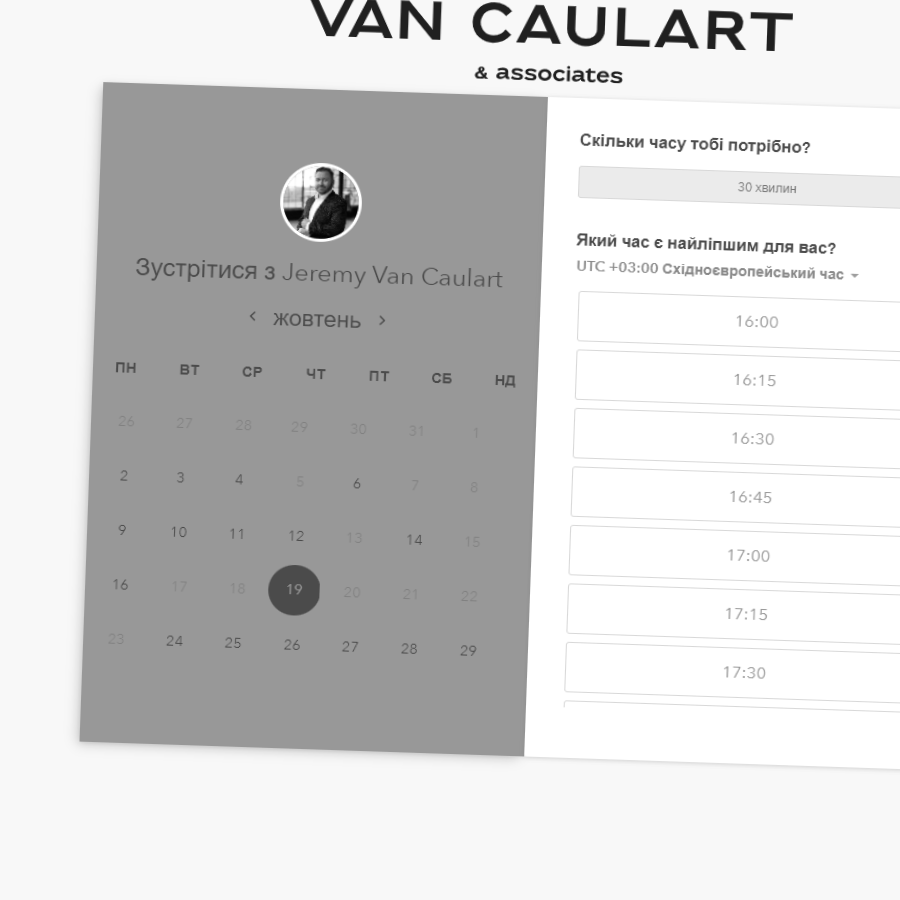 VAN CAULART
& associates
Зустрітися з Jeremy Van Caulart
жовтень
ПН ВТ СР ЧТ ПТ СБ НД
26 27 28 29 30 31 1
2 3 4 5 6 7 8
9 10 11 12 13 14 15
16 17 18 19 20 21 22
23 24 25 26 27 28 29
Скільки часу тобі потрібно?
30 хвилин
Який час є найліпшим для вас?
UTC +03:00 Східноєвропейський час
16:00
16:15
16:30
16:45
17:00
17:15
17:30